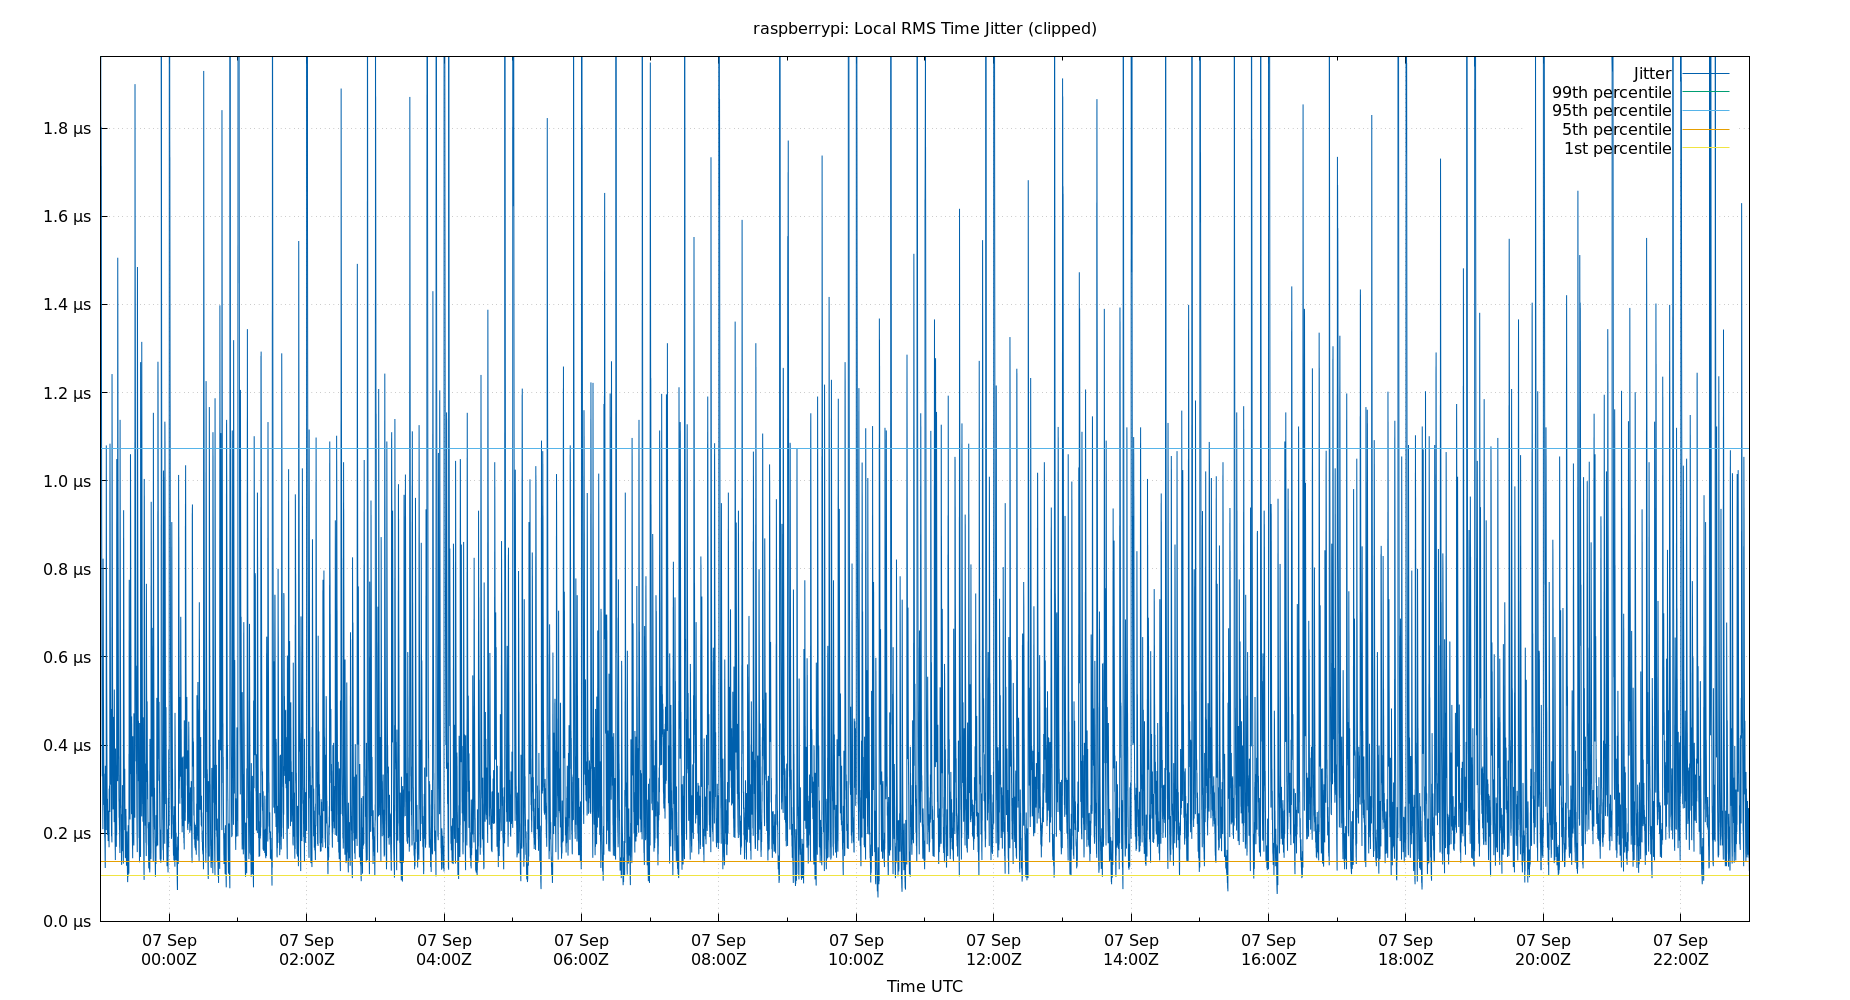 raspberrypi: Local RMS Time Jitter (clipped)
Jitter
99th percentile
95th percentile
5th percentile
1st percentile
1.8 µs
1.6 µs
1.4 µs
1.2 µs
1.0 µs
0.8 µs
0.6 µs
0.4 µs
0.2 µs
0.0 µs
07 Sep 07 Sep 07 Sep 07 Sep 07 Sep 07 Sep 07 Sep 07 Sep 07 Sep 07 Sep 07 Sep 07 Sep
00:00Z 02:00Z 04:00Z 06:00Z 08:00Z 10:00Z 12:00Z 14:00Z 16:00Z 18:00Z 20:00Z 22:00Z
Time UTC